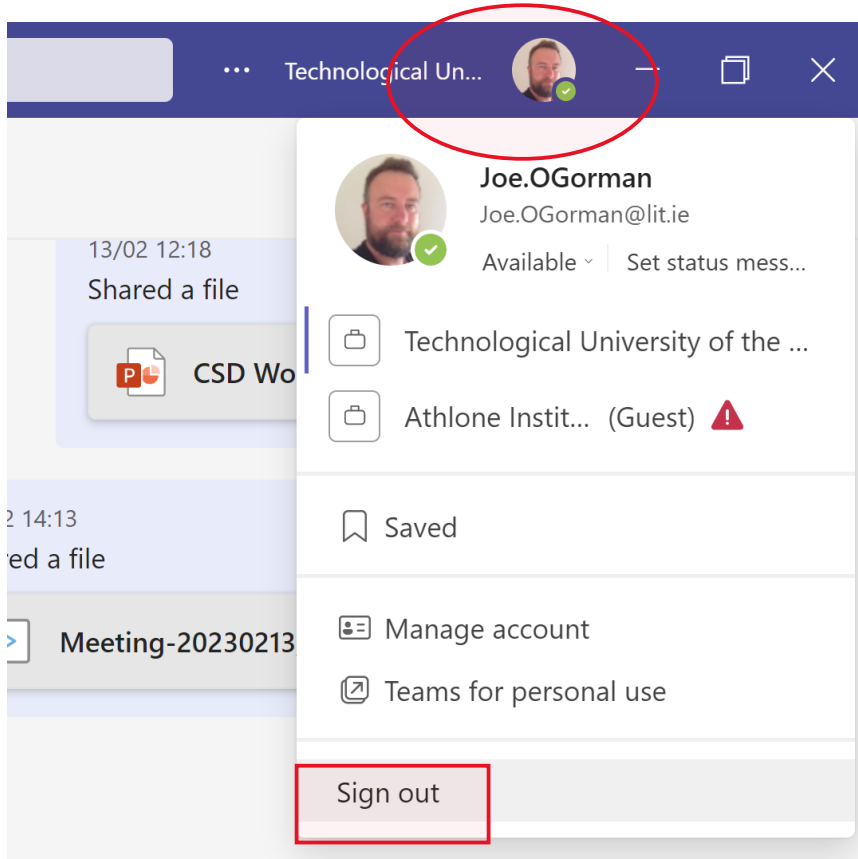 ... Technological Un...
Joe.OGorman
Joe.OGorman@lit.ie
Available Set status mess...
13/02 12:18
Shared a file
Technological University of the ...
P CSD Wo
Athlone Instit... (Guest)
2 14:13
Saved
ed a file
Manage account
Meeting-20230213
Teams for personal use
Sign out